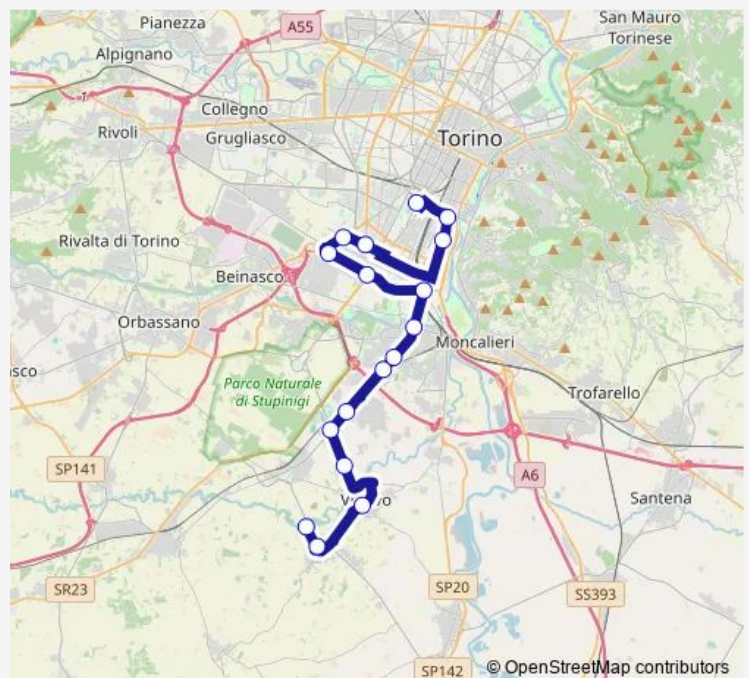 Pianezza
A55
San Mauro
Torinese
Alpignano
Collegno
Rivoli
Grugliasco
Torino
Rivalta di Torino
Beinasco
Orbassano
Moncalieri
Parco Naturale
di Stupinigi
Trofarello
SP141
A6
Santena
SR23
SP20
SS393
SP142
© OpenStreetMap contributors